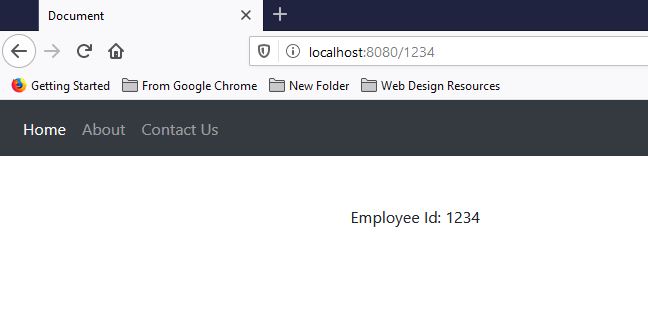 Document
localhost:8080/1234
Getting Started From Google Chrome New Folder Web Design Resources
Home About Contact Us
Employee Id: 1234